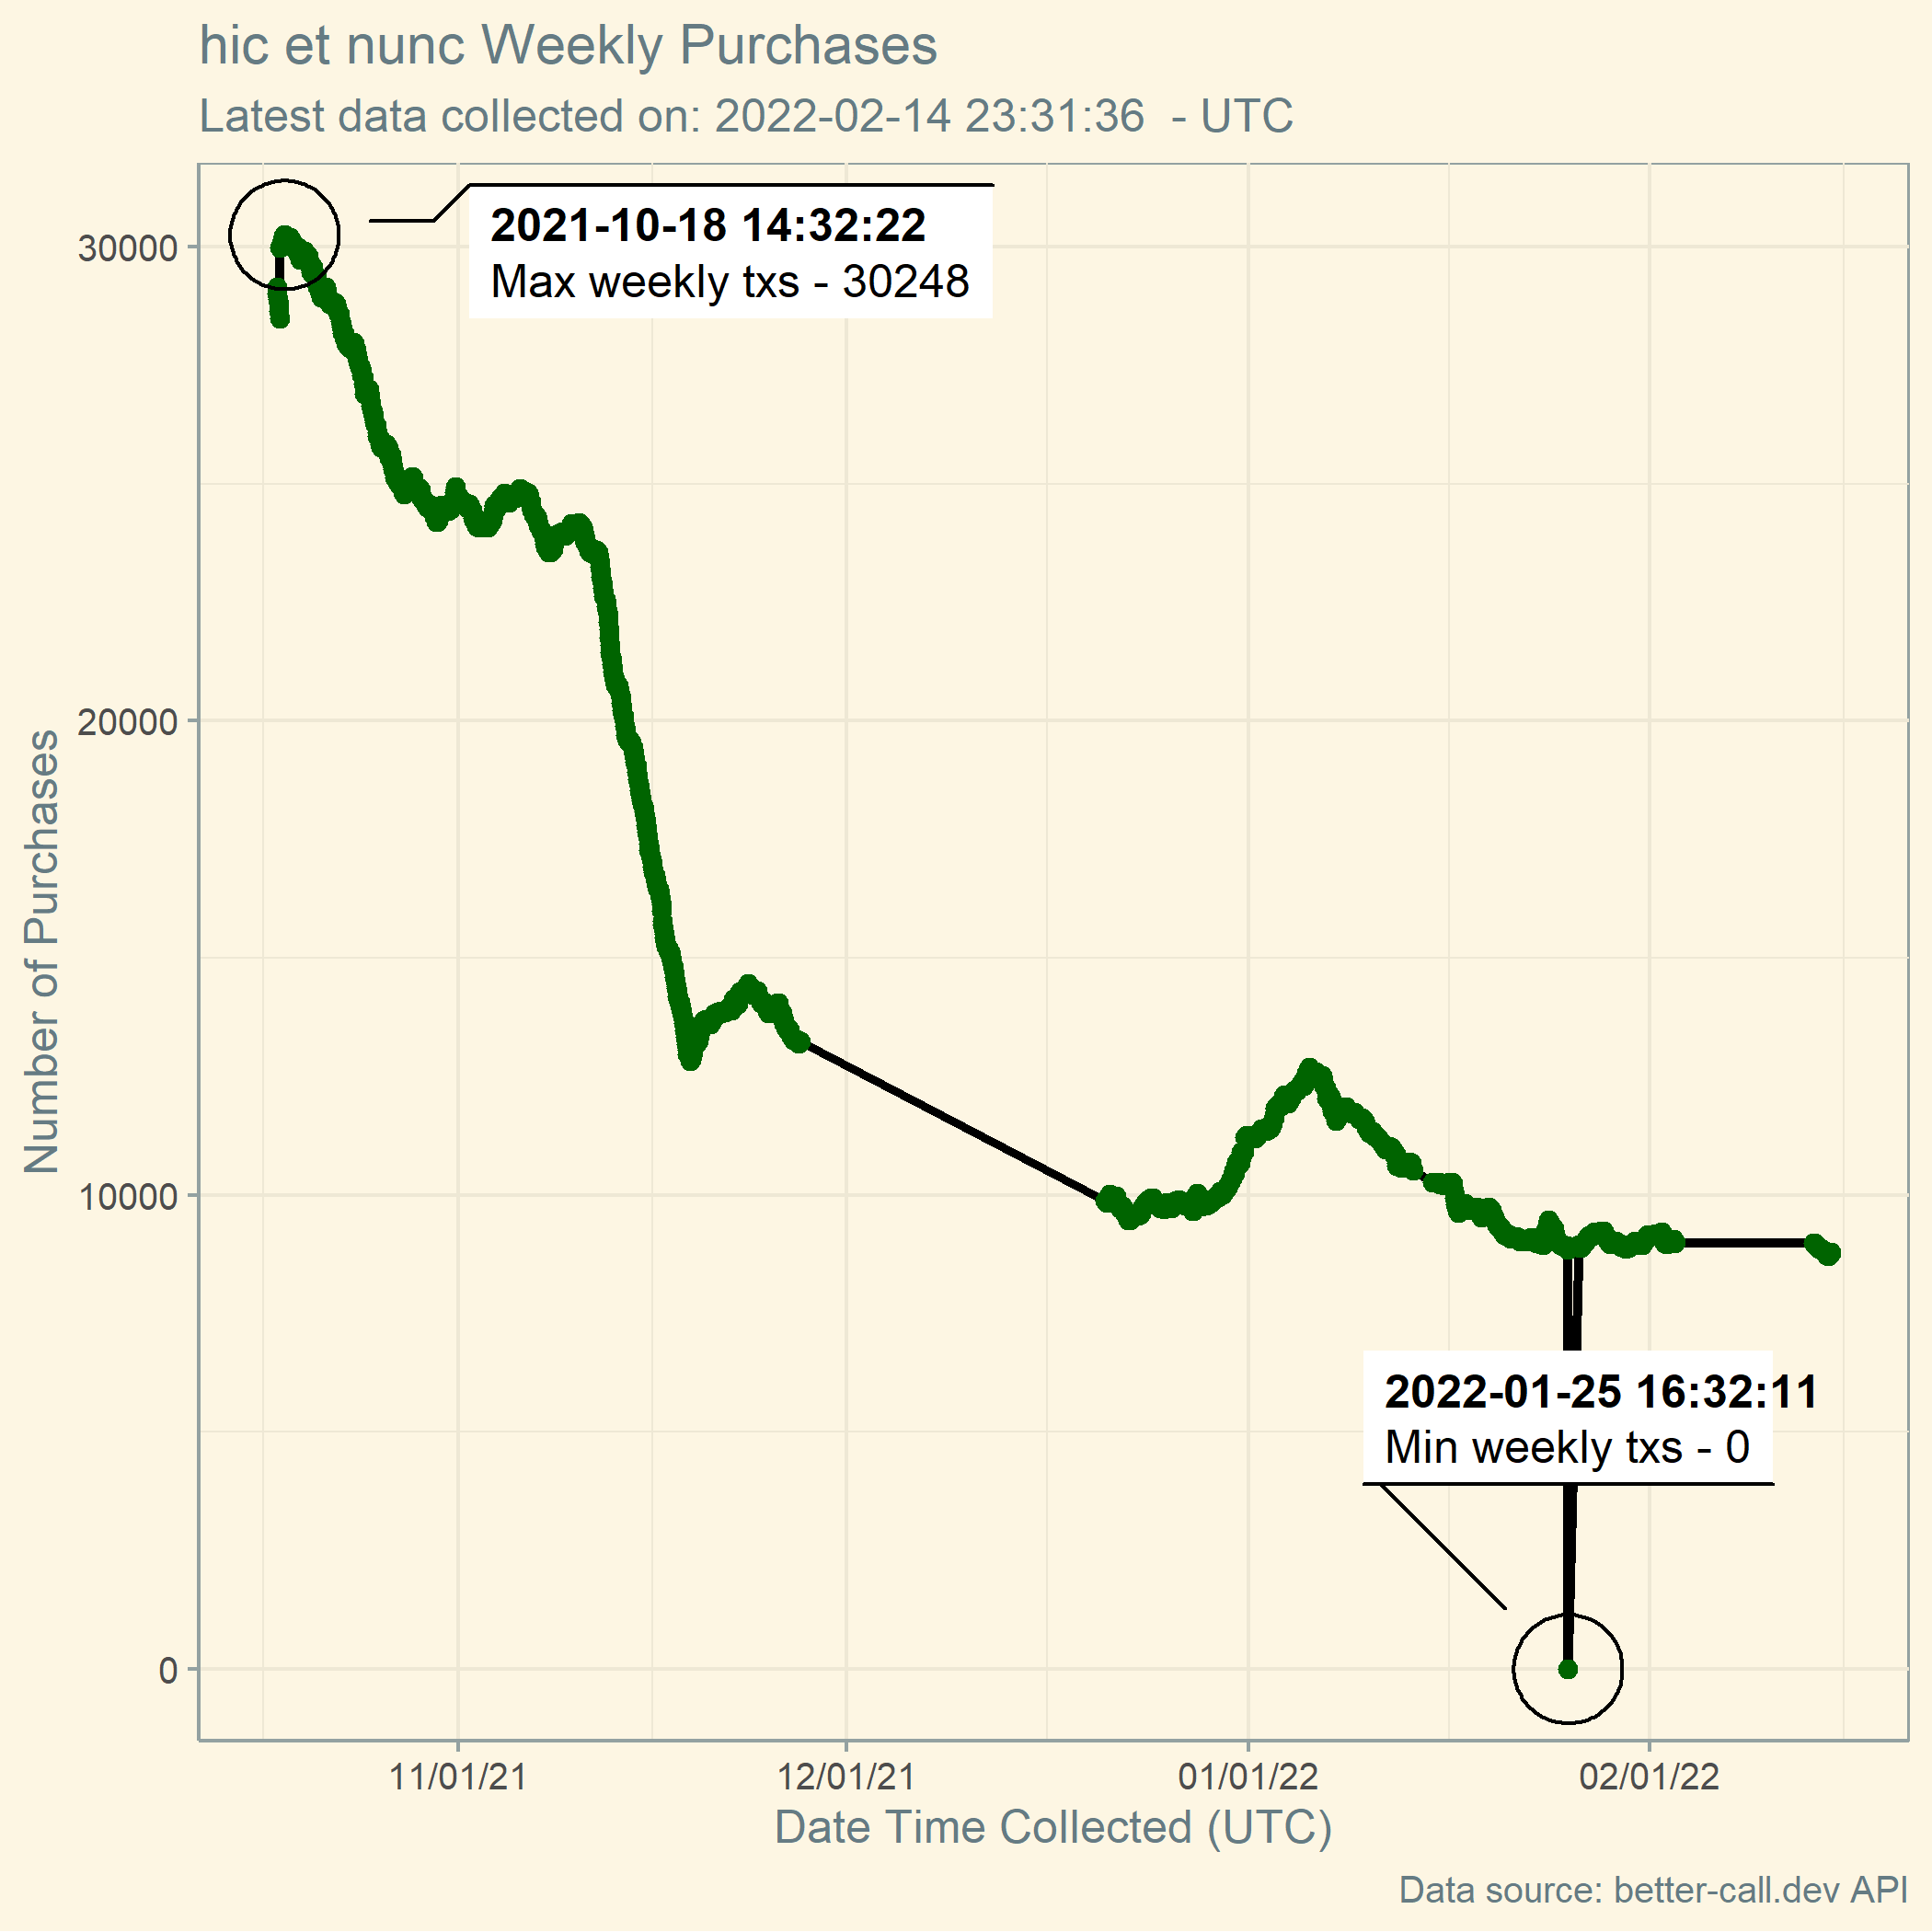 hic et nunc Weekly Purchases
Latest data collected on: 2022-02-14 23:31:36  - UTC
2021-10-18 14:32:22
Max weekly txs - 30248
30000
20000
10000
0
Number of Purchases
2022-01-25 16:32:11
Min weekly txs - 0
11/01/21
12/01/21
01/01/22
02/01/22
Date Time Collected (UTC)
Data source: better-call.dev API